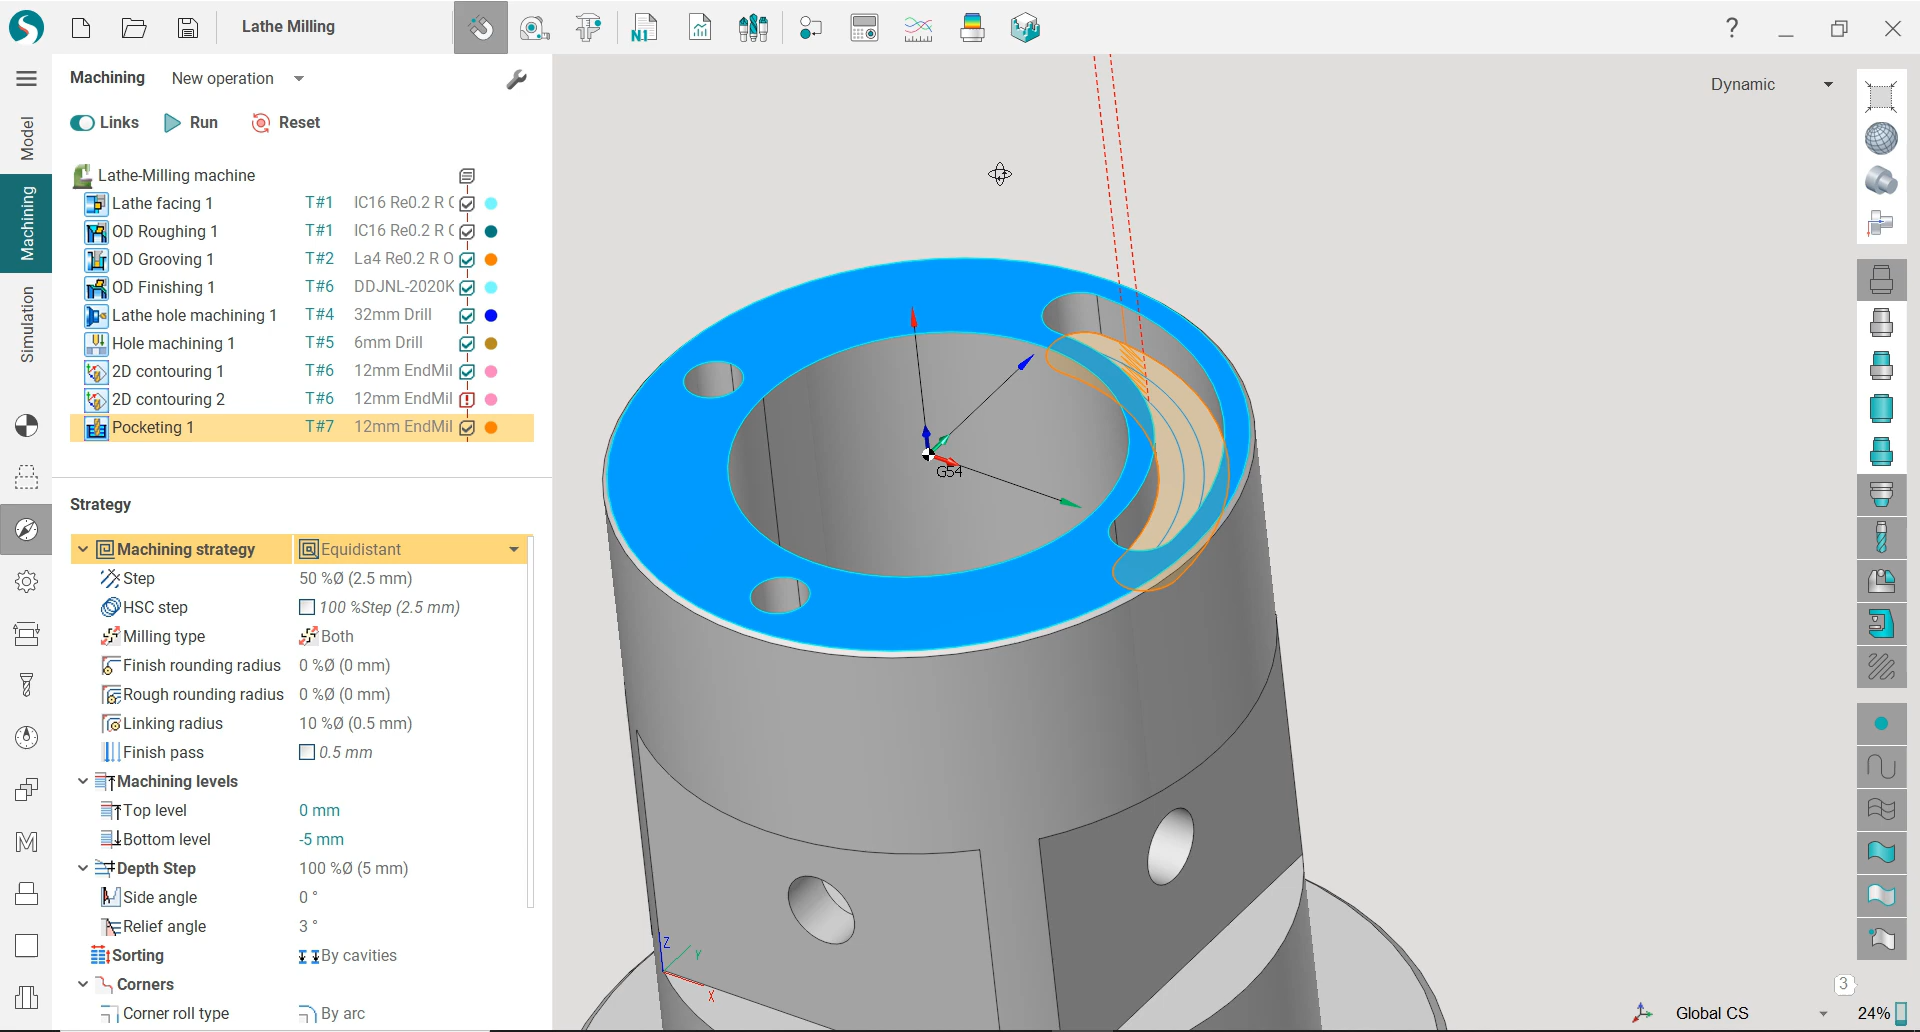 Lathe Milling
N1
?
Machining New operation
Links Run Reset
Dynamic
Model
Machining
Simulation
Lathe-Milling machine
Lathe facing 1 T#1 IC16 Re0.2 R
OD Roughing 1 T#1 IC16 Re0.2 R
OD Grooving 1 T#2 La4 Re0.2 R O
OD Finishing 1 T#6 DDJNL-2020K
Lathe hole machining 1 T#4 32mm Drill
Hole machining 1 T#5 6mm Drill
2D contouring 1 T#6 12mm EndMil
2D contouring 2 T#6 12mm EndMil
Pocketing 1 T#7 12mm EndMil
G54
Strategy
Machining strategy Equidistant
Step 50 %Ø (2.5 mm)
HSC step 100 %Step (2.5 mm)
Milling type Both
Finish rounding radius 0 %Ø (0 mm)
Rough rounding radius 0 %Ø (0 mm)
Linking radius 10 %Ø (0.5 mm)
Finish pass 0.5 mm
Machining levels
Top level 0 mm
Bottom level -5 mm
Depth Step 100 %Ø (5 mm)
Side angle 0 °
Relief angle 3 °
Sorting By cavities
Corners
Corner roll type By arc
Z
Y
X
3
Global CS 24%